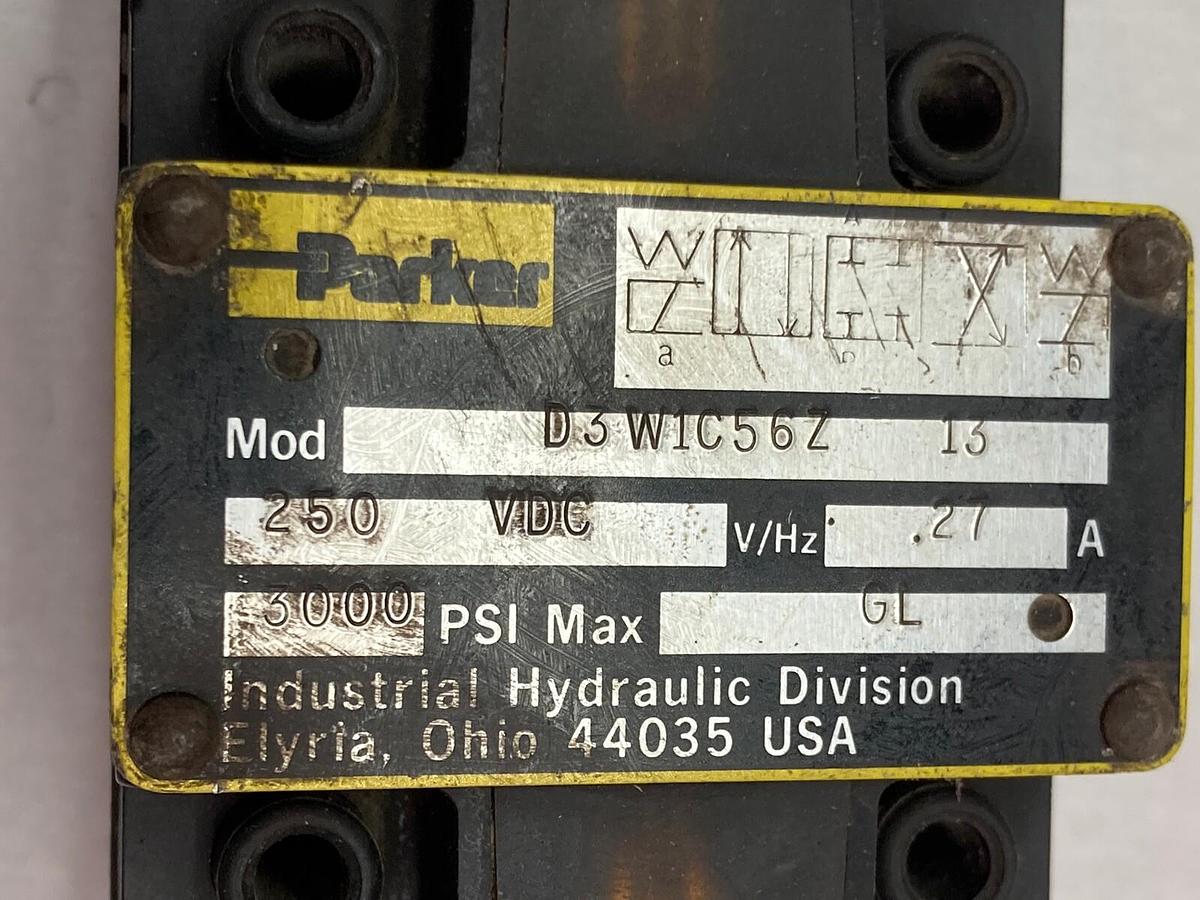 Parker
A
a b
Mod D3W1C56Z 13
250 VDC V/Hz .27 A
3000 PSI Max GL
Industrial Hydraulic Division
Elyria, Ohio 44035 USA